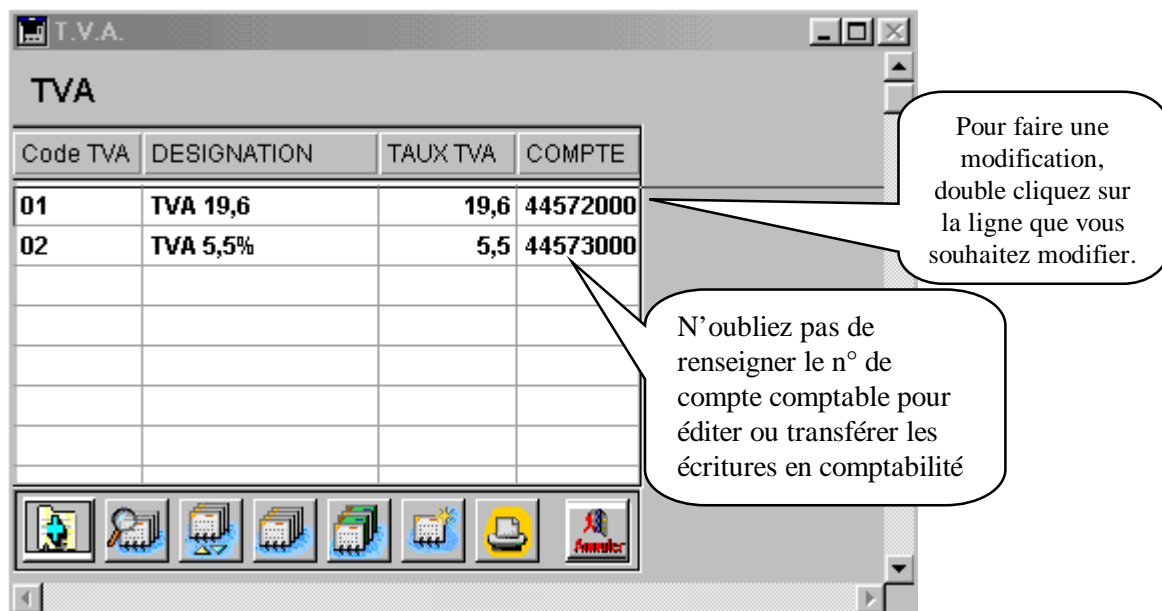 T.V.A.
TVA
Code TVA DESIGNATION TAUX TVA COMPTE
01 TVA 19,6 19,6 44572000
02 TVA 5,5% 5,5 44573000
Pour faire une
modification,
double cliquez sur
la ligne que vous
souhaitez modifier.
N’oubliez pas de
renseigner le n° de
compte comptable pour
éditer ou transférer les
écritures en comptabilité
Annuler